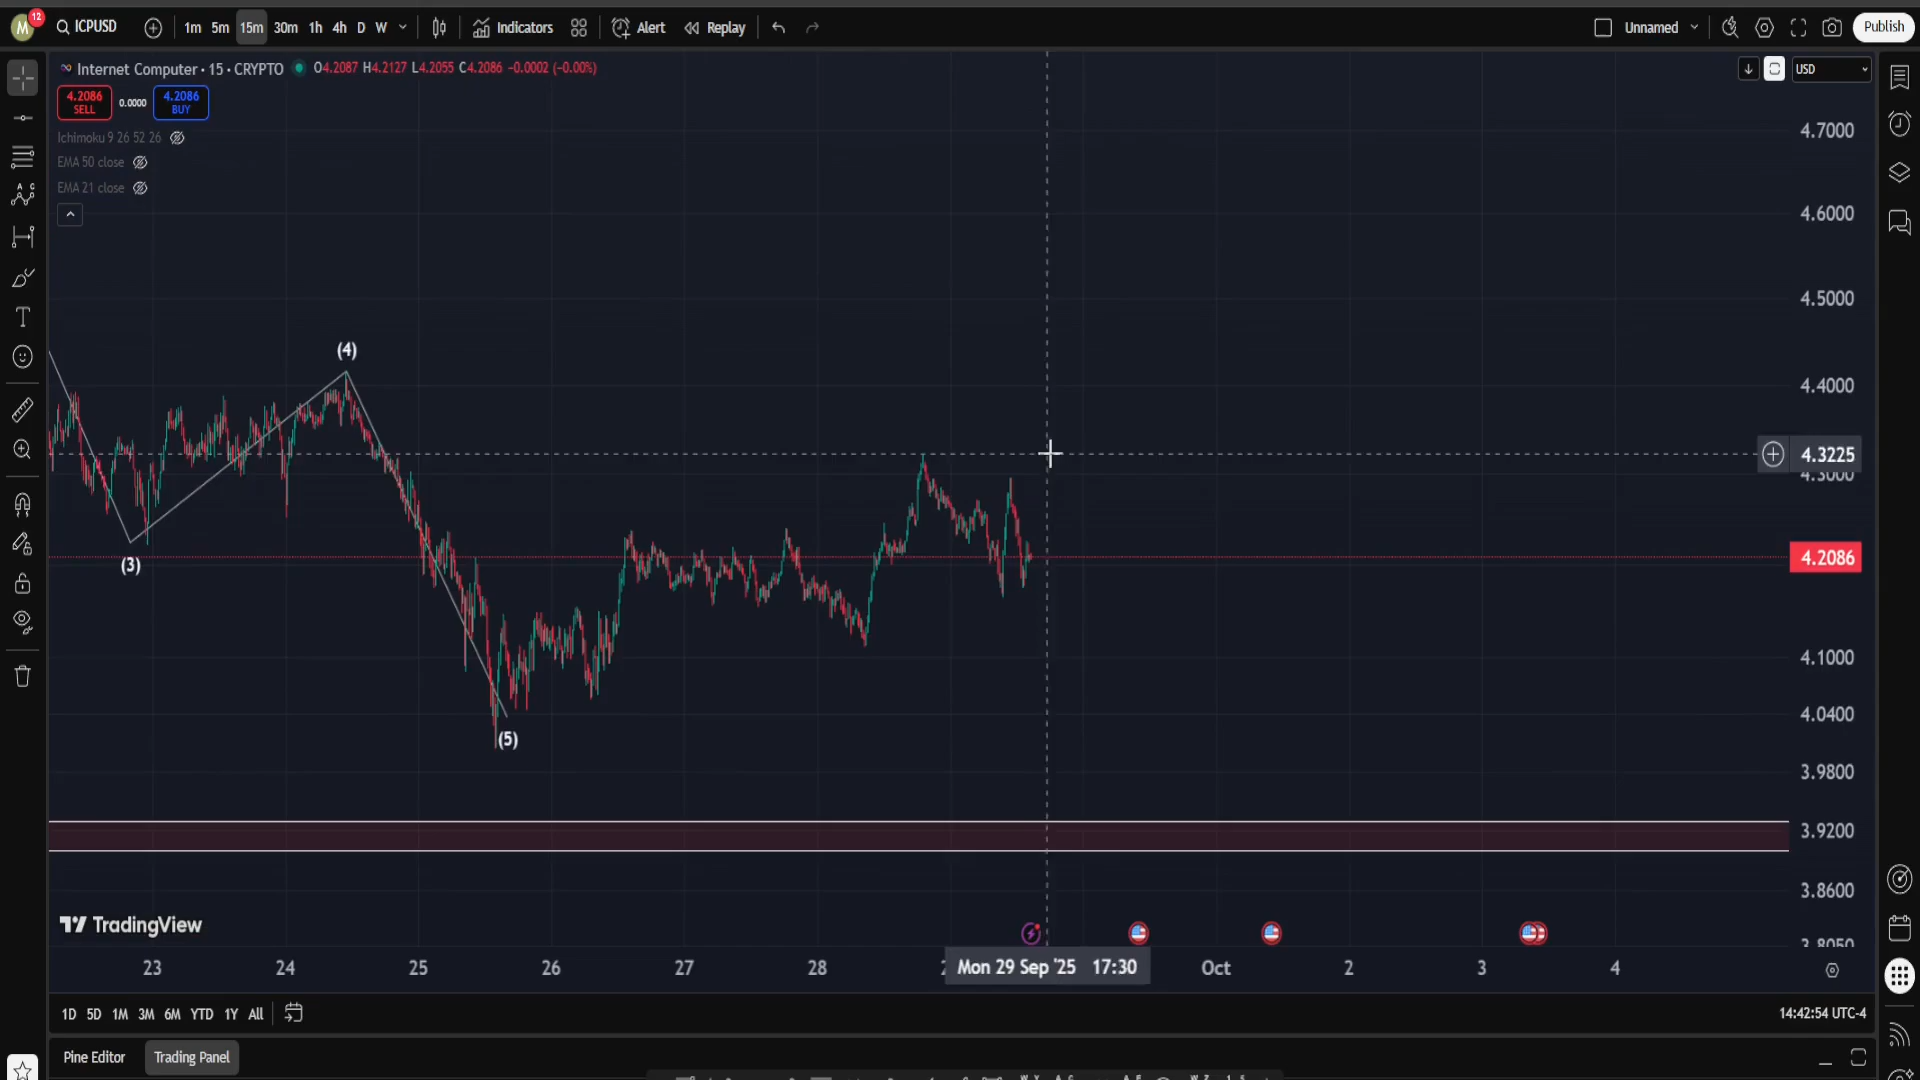 M 12 ICPUSD 1m 5m 15m 30m 1h 4h D W Indicators Alert Replay Unnamed Publish
Internet Computer · 15 · CRYPTO O4.2087 H4.2127 L4.2055 C4.2086 -0.0002 (-0.00%) USD
4.2086 SELL 0.0000 4.2086 BUY
Ichimoku 9 26 52 26
EMA 50 close
EMA 21 close
4.7000
4.6000
4.5000
(4)
4.4000
4.3225
4.3000
(3)
4.2086
4.1000
4.0400
(5)
3.9800
3.9200
3.8600
TradingView
3.8050
23 24 25 26 27 28 Mon 29 Sep '25 17:30 Oct 2 3 4
1D 5D 1M 3M 6M YTD 1Y All 14:42:54 UTC-4
Pine Editor Trading Panel